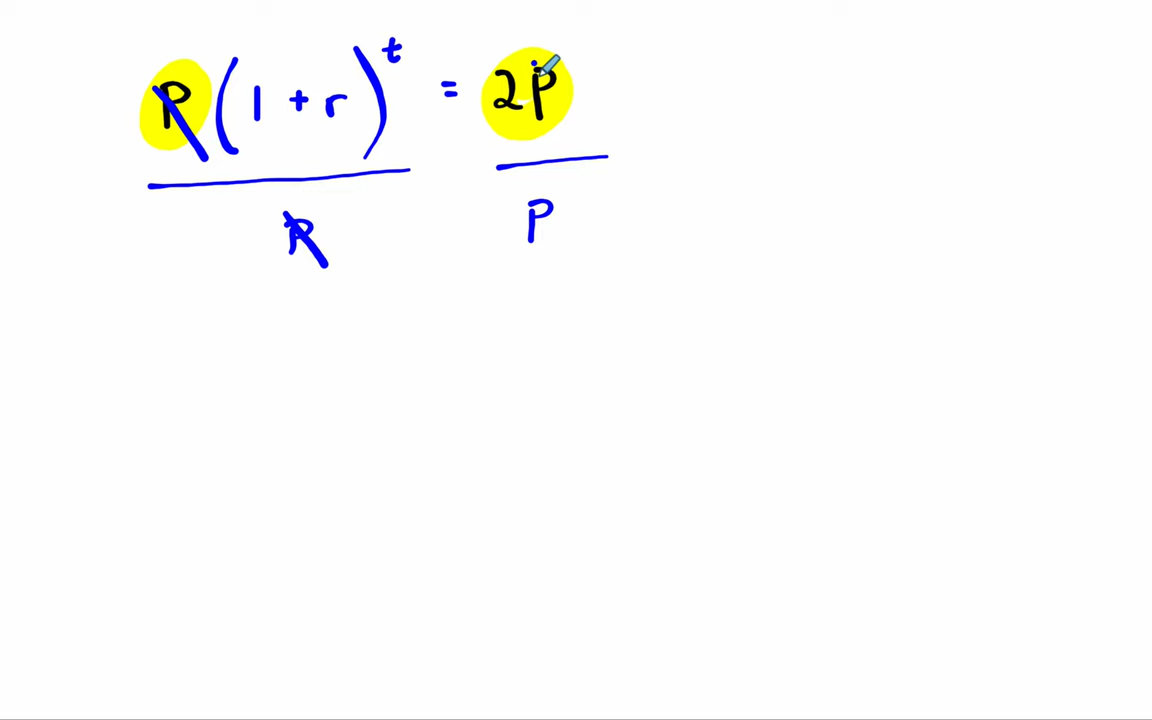 P(1 + r)^t = 2P
P P